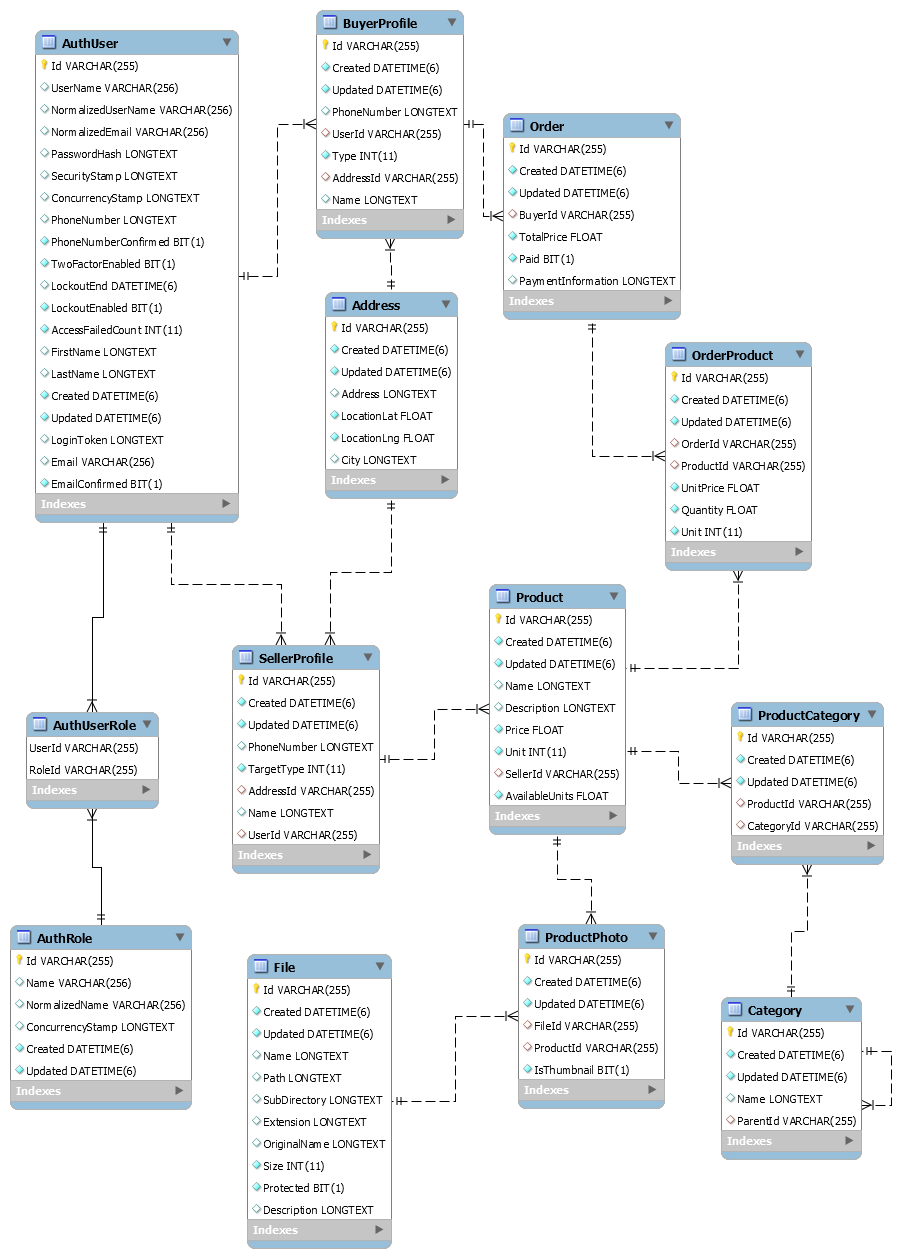 AuthUser
Id VARCHAR(255)
UserName VARCHAR(256)
NormalizedUserName VARCHAR(256)
NormalizedEmail VARCHAR(256)
PasswordHash LONGTEXT
SecurityStamp LONGTEXT
ConcurrencyStamp LONGTEXT
PhoneNumber LONGTEXT
PhoneNumberConfirmed BIT(1)
TwoFactorEnabled BIT(1)
LockoutEnd DATETIME(6)
LockoutEnabled BIT(1)
AccessFailedCount INT(11)
FirstName LONGTEXT
LastName LONGTEXT
Created DATETIME(6)
Updated DATETIME(6)
LoginToken LONGTEXT
Email VARCHAR(256)
EmailConfirmed BIT(1)
Indexes
BuyerProfile
Id VARCHAR(255)
Created DATETIME(6)
Updated DATETIME(6)
PhoneNumber LONGTEXT
UserId VARCHAR(255)
Type INT(11)
AddressId VARCHAR(255)
Name LONGTEXT
Indexes
Order
Id VARCHAR(255)
Created DATETIME(6)
Updated DATETIME(6)
BuyerId VARCHAR(255)
TotalPrice FLOAT
Paid BIT(1)
PaymentInformation LONGTEXT
Indexes
Address
Id VARCHAR(255)
Created DATETIME(6)
Updated DATETIME(6)
Address LONGTEXT
LocationLat FLOAT
LocationLng FLOAT
City LONGTEXT
Indexes
OrderProduct
Id VARCHAR(255)
Created DATETIME(6)
Updated DATETIME(6)
OrderId VARCHAR(255)
ProductId VARCHAR(255)
UnitPrice FLOAT
Quantity FLOAT
Unit INT(11)
Indexes
Product
Id VARCHAR(255)
Created DATETIME(6)
Updated DATETIME(6)
Name LONGTEXT
Description LONGTEXT
Price FLOAT
Unit INT(11)
SellerId VARCHAR(255)
AvailableUnits FLOAT
Indexes
SellerProfile
Id VARCHAR(255)
Created DATETIME(6)
Updated DATETIME(6)
PhoneNumber LONGTEXT
TargetType INT(11)
AddressId VARCHAR(255)
Name LONGTEXT
UserId VARCHAR(255)
Indexes
AuthUserRole
UserId VARCHAR(255)
RoleId VARCHAR(255)
Indexes
ProductCategory
Id VARCHAR(255)
Created DATETIME(6)
Updated DATETIME(6)
ProductId VARCHAR(255)
CategoryId VARCHAR(255)
Indexes
AuthRole
Id VARCHAR(255)
Name VARCHAR(256)
NormalizedName VARCHAR(256)
ConcurrencyStamp LONGTEXT
Created DATETIME(6)
Updated DATETIME(6)
Indexes
File
Id VARCHAR(255)
Created DATETIME(6)
Updated DATETIME(6)
Name LONGTEXT
Path LONGTEXT
SubDirectory LONGTEXT
Extension LONGTEXT
OriginalName LONGTEXT
Size INT(11)
Protected BIT(1)
Description LONGTEXT
Indexes
ProductPhoto
Id VARCHAR(255)
Created DATETIME(6)
Updated DATETIME(6)
FileId VARCHAR(255)
ProductId VARCHAR(255)
IsThumbnail BIT(1)
Indexes
Category
Id VARCHAR(255)
Created DATETIME(6)
Updated DATETIME(6)
Name LONGTEXT
ParentId VARCHAR(255)
Indexes